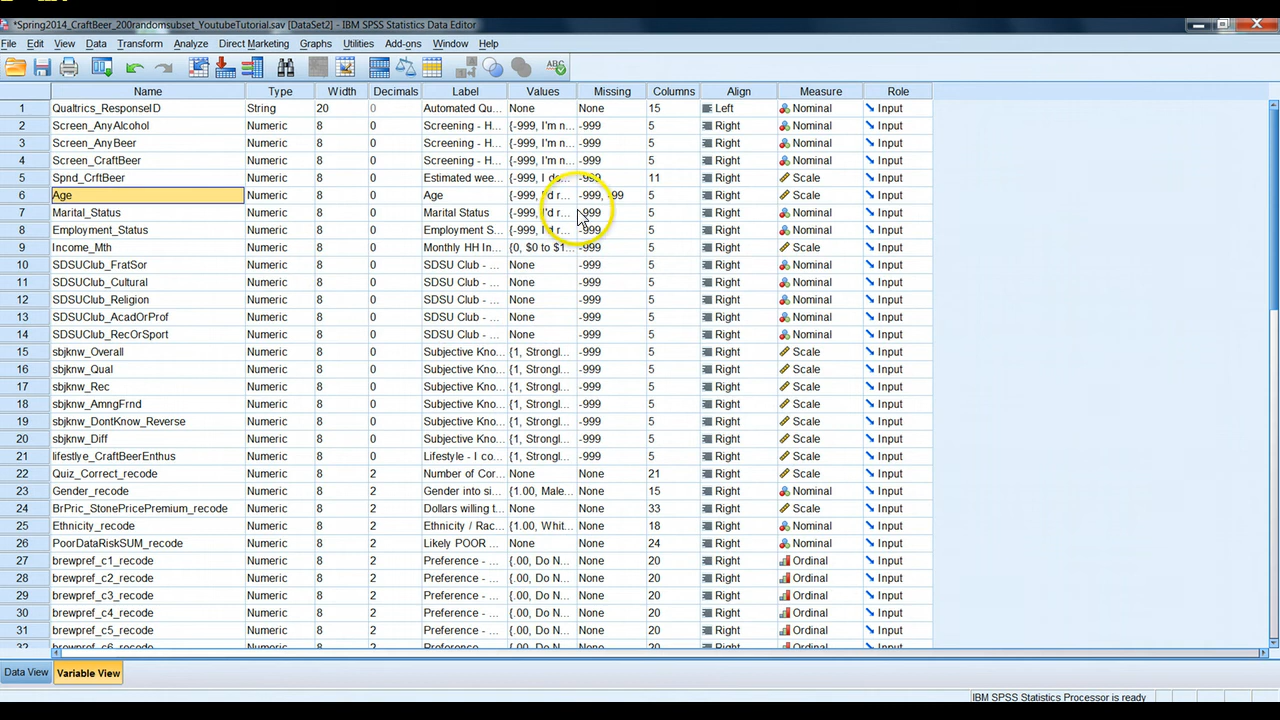 *Spring2014_CraftBeer_200randomsubset_YoutubeTutorial.sav [DataSet2] - IBM SPSS Statistics Data Editor
File Edit View Data Transform Analyze Direct Marketing Graphs Utilities Add-ons Window Help
Name Type Width Decimals Label Values Missing Columns Align Measure Role
1 Qualtrics_ResponseID String 20 0 Automated Qu... None None 15 Left Nominal Input
2 Screen_AnyAlcohol Numeric 8 0 Screening - H... {-999, I'm n... -999 5 Right Nominal Input
3 Screen_AnyBeer Numeric 8 0 Screening - H... {-999, I'm n... -999 5 Right Nominal Input
4 Screen_CraftBeer Numeric 8 0 Screening - H... {-999, I'm n... -999 5 Right Nominal Input
5 Spnd_CrftBeer Numeric 8 0 Estimated wee... {-999, I do... -999 11 Right Scale Input
6 Age Numeric 8 0 Age {-999, I'd r... -999, -99 5 Right Scale Input
7 Marital_Status Numeric 8 0 Marital Status {-999, I'd r... -999 5 Right Nominal Input
8 Employment_Status Numeric 8 0 Employment S... {-999, I'd r... -999 5 Right Nominal Input
9 Income_Mth Numeric 8 0 Monthly HH In... {0, $0 to $1... -999 5 Right Scale Input
10 SDSUClub_FratSor Numeric 8 0 SDSU Club - ... None -999 5 Right Nominal Input
11 SDSUClub_Cultural Numeric 8 0 SDSU Club - ... None -999 5 Right Nominal Input
12 SDSUClub_Religion Numeric 8 0 SDSU Club - ... None -999 5 Right Nominal Input
13 SDSUClub_AcadOrProf Numeric 8 0 SDSU Club - ... None -999 5 Right Nominal Input
14 SDSUClub_RecOrSport Numeric 8 0 SDSU Club - ... None -999 5 Right Nominal Input
15 sbjknw_Overall Numeric 8 0 Subjective Kno... {1, Strongl... -999 5 Right Scale Input
16 sbjknw_Qual Numeric 8 0 Subjective Kno... {1, Strongl... -999 5 Right Scale Input
17 sbjknw_Rec Numeric 8 0 Subjective Kno... {1, Strongl... -999 5 Right Scale Input
18 sbjknw_AmngFrnd Numeric 8 0 Subjective Kno... {1, Strongl... -999 5 Right Scale Input
19 sbjknw_DontKnow_Reverse Numeric 8 0 Subjective Kno... {1, Strongl... -999 5 Right Scale Input
20 sbjknw_Diff Numeric 8 0 Subjective Kno... {1, Strongl... -999 5 Right Scale Input
21 lifestlye_CraftBeerEnthus Numeric 8 0 Lifestyle - I co... {1, Strongl... -999 5 Right Scale Input
22 Quiz_Correct_recode Numeric 8 2 Number of Cor... None None 21 Right Scale Input
23 Gender_recode Numeric 8 2 Gender into si... {1.00, Male... None 15 Right Nominal Input
24 BrPric_StonePricePremium_recode Numeric 8 2 Dollars willing t... None None 33 Right Scale Input
25 Ethnicity_recode Numeric 8 2 Ethnicity / Rac... {1.00, Whit... None 18 Right Nominal Input
26 PoorDataRiskSUM_recode Numeric 8 2 Likely POOR ... None None 24 Right Nominal Input
27 brewpref_c1_recode Numeric 8 2 Preference - ... {.00, Do N... None 20 Right Ordinal Input
28 brewpref_c2_recode Numeric 8 2 Preference - ... {.00, Do N... None 20 Right Ordinal Input
29 brewpref_c3_recode Numeric 8 2 Preference - ... {.00, Do N... None 20 Right Ordinal Input
30 brewpref_c4_recode Numeric 8 2 Preference - ... {.00, Do N... None 20 Right Ordinal Input
31 brewpref_c5_recode Numeric 8 2 Preference - ... {.00, Do N... None 20 Right Ordinal Input
32 brewpref_c6_recode Numeric 8 2 Preference - ... {.00, Do N... None 20 Right Ordinal Input
Data View Variable View
IBM SPSS Statistics Processor is ready